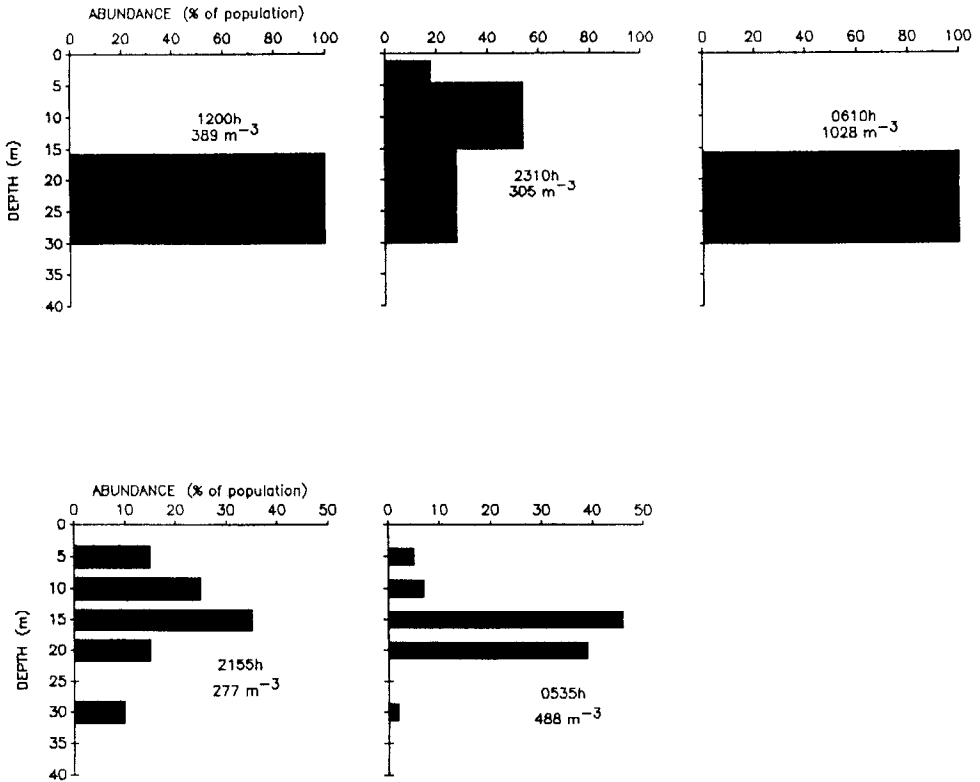 ABUNDANCE (% of population)
0 20 40 60 80 100
0 20 40 60 80 100
0 20 40 60 80 100
0
5
10
15
20
25
30
35
40
DEPTH (m)
1200h
389 m−3
2310h
305 m−3
0610h
1028 m−3
ABUNDANCE (% of population)
0 10 20 30 40 50
0 10 20 30 40 50
0
5
10
15
20
25
30
35
40
DEPTH (m)
2155h
277 m−3
0535h
488 m−3